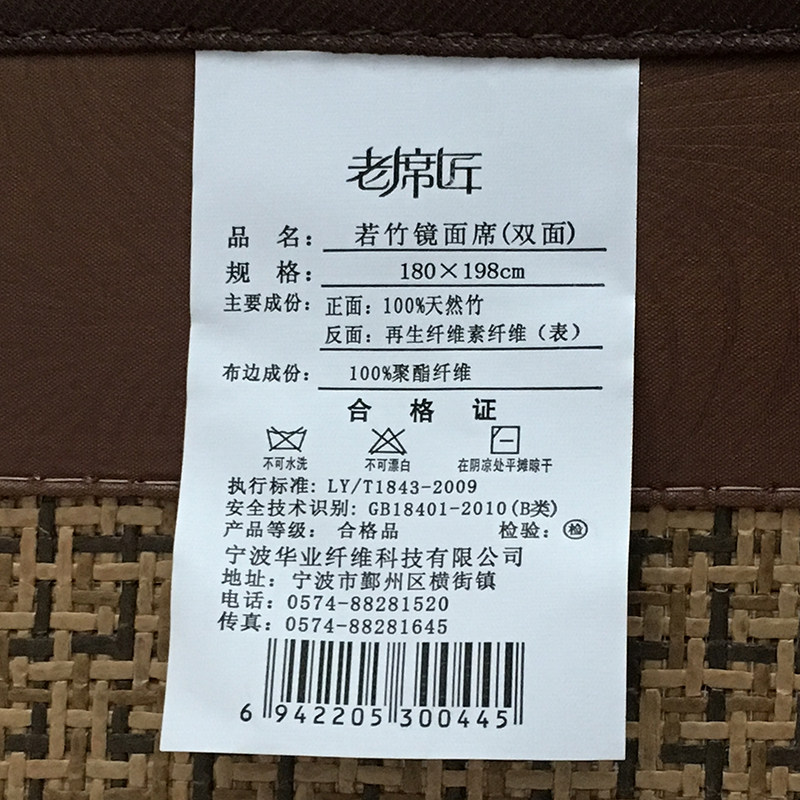 老席匠
品 名： 若竹镜面席(双面)
规 格： 180×198cm
主要成份： 正面：100%天然竹
反面：再生纤维素纤维（表）
布边成份： 100%聚酯纤维
合 格 证
不可水洗 不可漂白 在阴凉处平摊晾干
执行标准：LY/T1843-2009
安全技术识别：GB18401-2010(B类)
产品等级： 合格品 检验：检
宁波华业纤维科技有限公司
地址：宁波市鄞州区横街镇
电话：0574-88281520
传真：0574-88281645
6 942205 300445